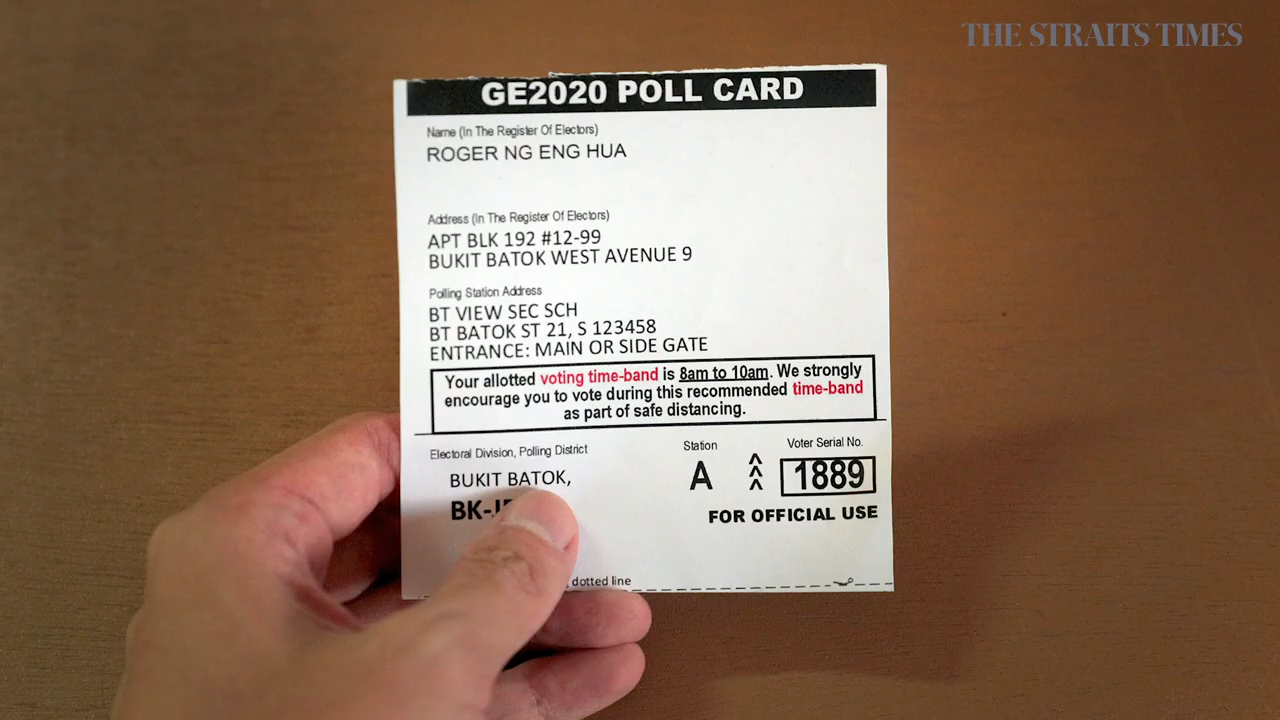 THE STRAITS TIMES
GE2020 POLL CARD
Name (In The Register Of Electors)
ROGER NG ENG HUA
Address (In The Register Of Electors)
APT BLK 192 #12-99
BUKIT BATOK WEST AVENUE 9
Polling Station Address
BT VIEW SEC SCH
BT BATOK ST 21, S 123458
ENTRANCE: MAIN OR SIDE GATE
Your allotted voting time-band is 8am to 10am. We strongly
encourage you to vote during this recommended time-band
as part of safe distancing.
Electoral Division, Polling District
BUKIT BATOK,
Station
A
Voter Serial No.
1889
FOR OFFICIAL USE
dotted line